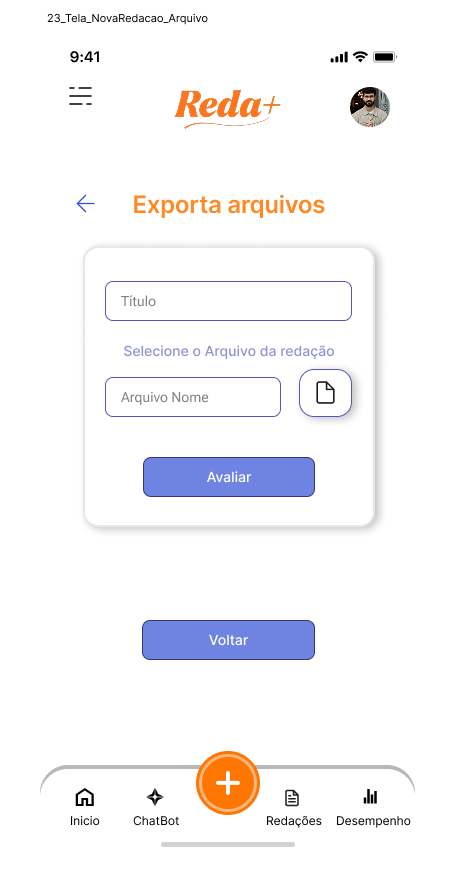 23_Tela_NovaRedacao_Arquivo
9:41
Reda+
Exporta arquivos
Título
Selecione o Arquivo da redação
Arquivo Nome
Avaliar
Voltar
Inicio
ChatBot
Redações
Desempenho